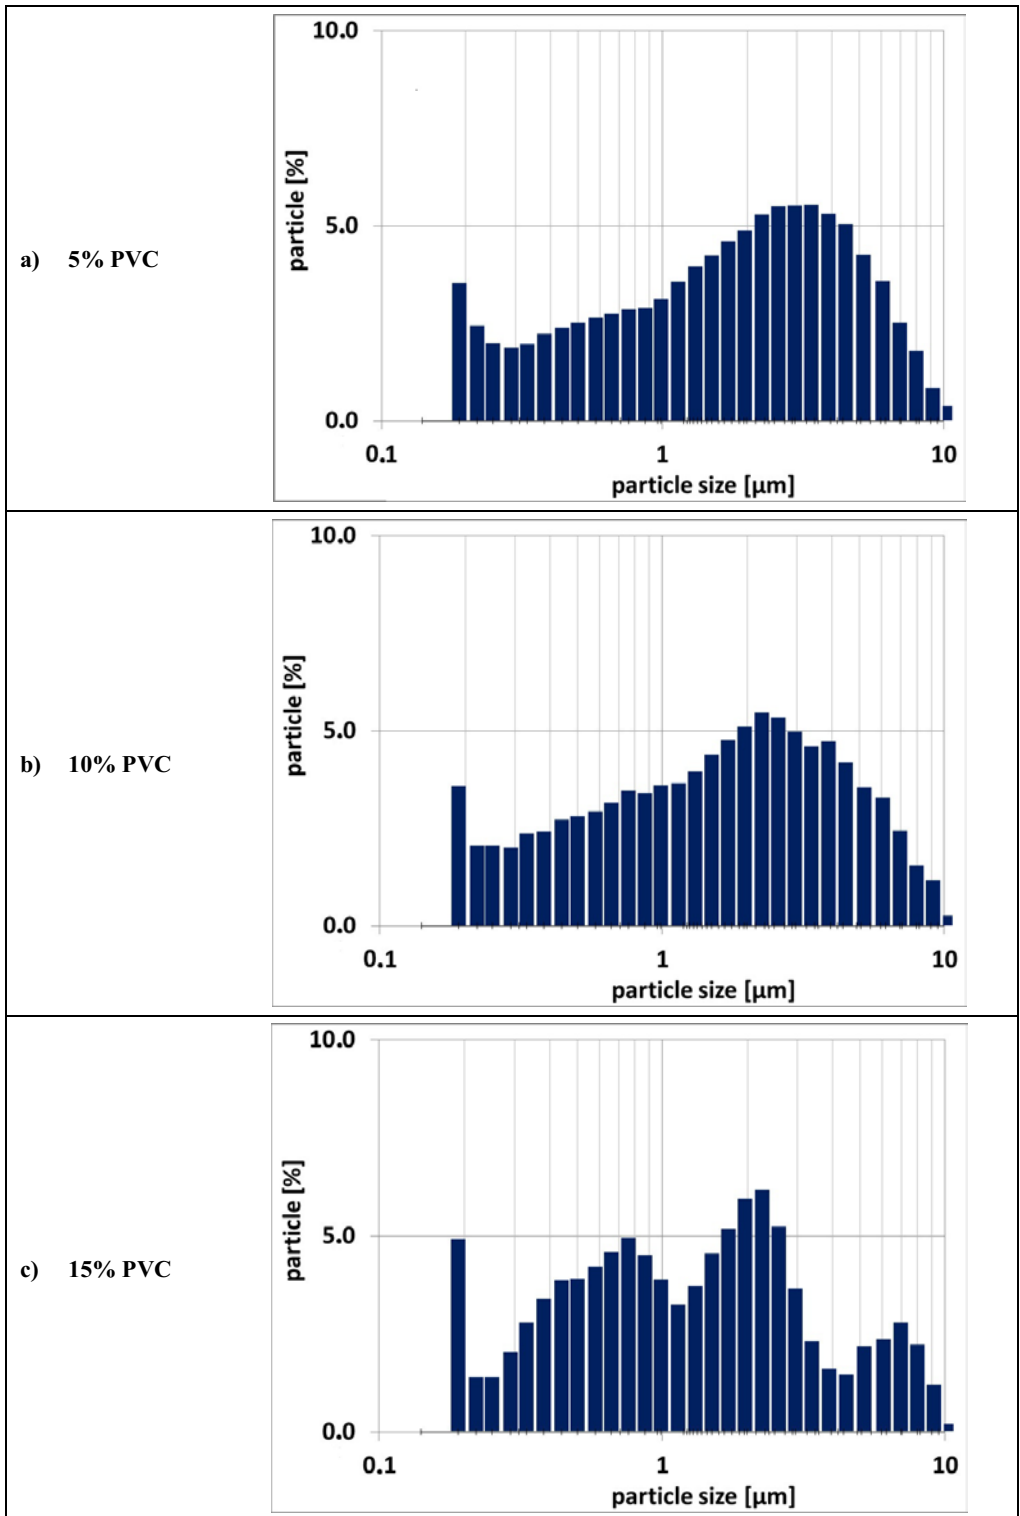 10.0
particle [%]
5.0
a) 5% PVC
0.0
0.1 1 10
particle size [µm]
10.0
particle [%]
5.0
b) 10% PVC
0.0
0.1 1 10
particle size [µm]
10.0
particle [%]
5.0
c) 15% PVC
0.0
0.1 1 10
particle size [µm]